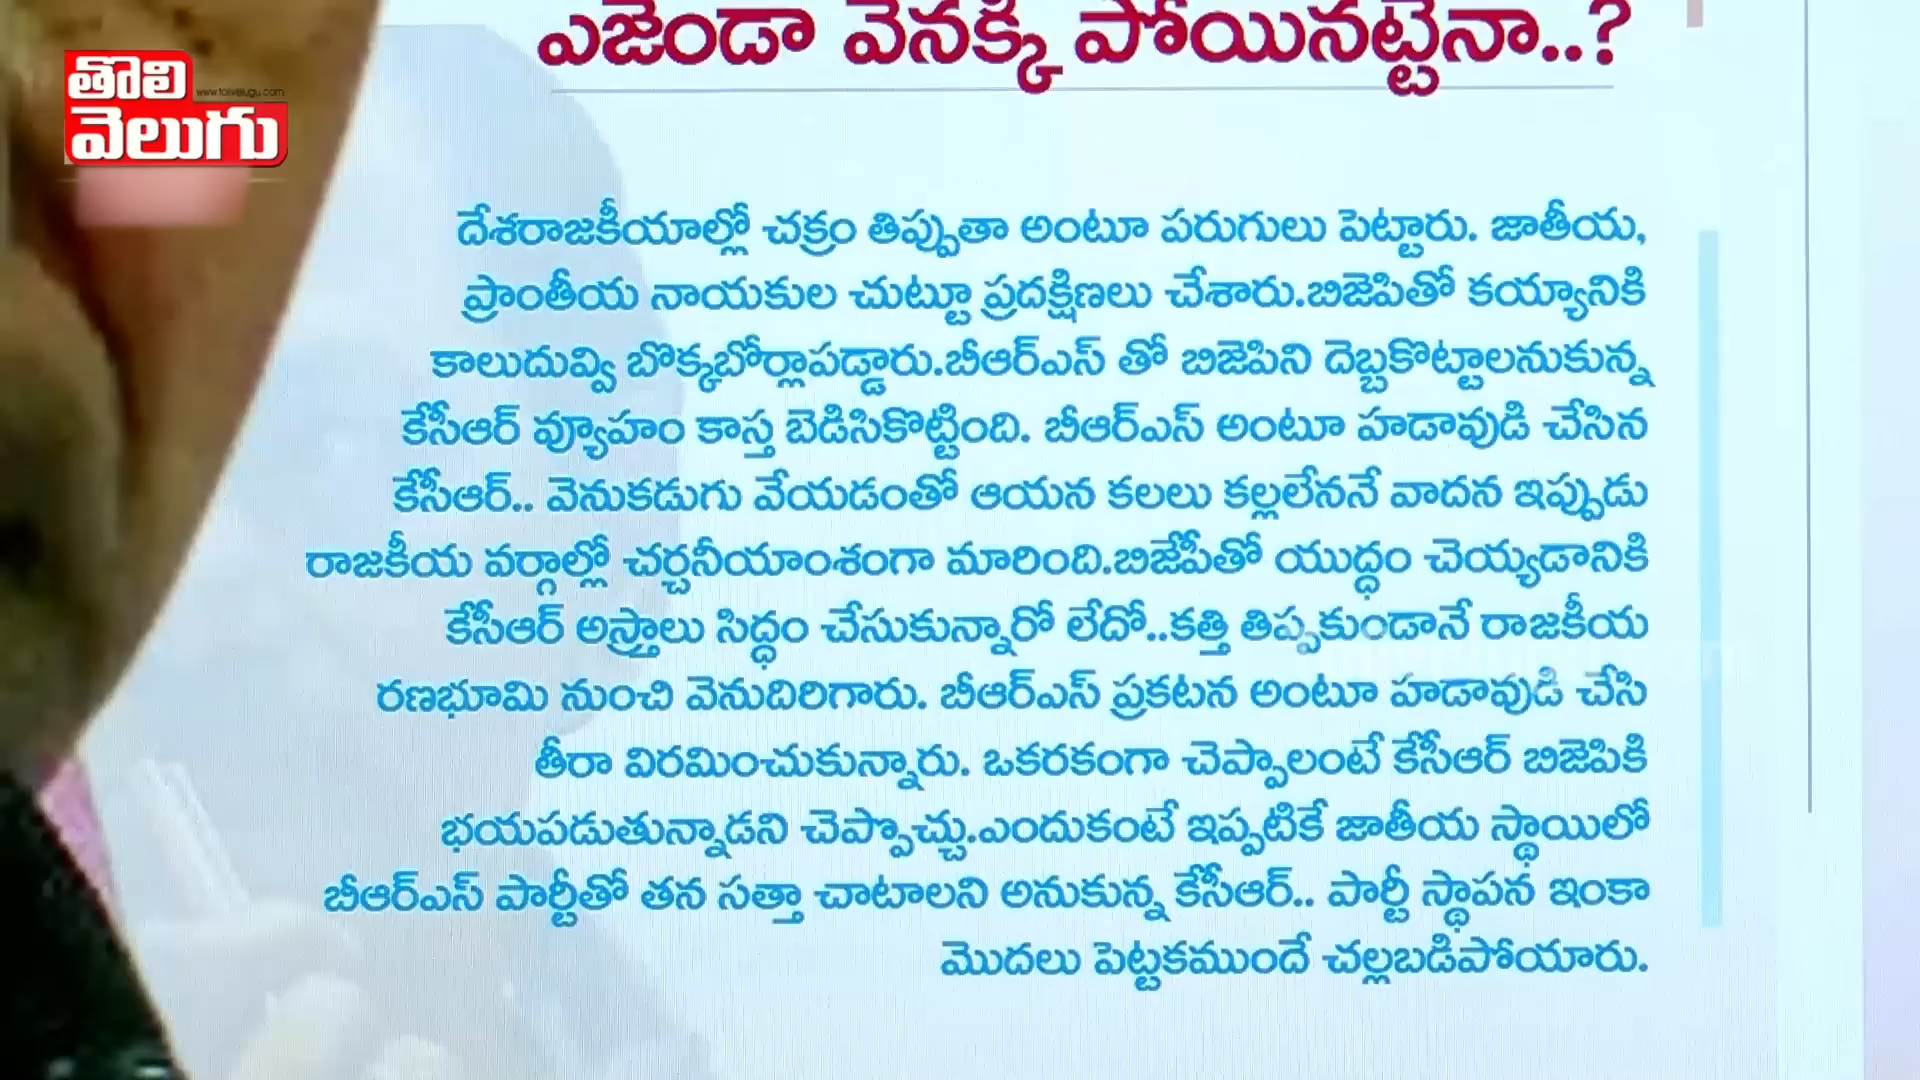 ఎజెండా వెనక్కి పోయినట్టేనా..?
తొలి
www.tolivelugu.com
వెలుగు
దేశరాజకీయాల్లో చక్రం తిప్పుతా అంటూ పరుగులు పెట్టారు. జాతీయ,
ప్రాంతీయ నాయకుల చుట్టూ ప్రదక్షిణలు చేశారు.బిజెపితో కయ్యానికి
కాలుదువ్వి బొక్కబోర్లాపడ్డారు.బీఆర్ఎస్ తో బిజెపిని దెబ్బకొట్టాలనుకున్న
కేసీఆర్ వ్యూహం కాస్త బెడిసికొట్టింది. బీఆర్ఎస్ అంటూ హడావుడి చేసిన
కేసీఆర్.. వెనుకడుగు వేయడంతో ఆయన కలలు కల్లలేననే వాదన ఇప్పుడు
రాజకీయ వర్గాల్లో చర్చనీయాంశంగా మారింది.బిజేపీతో యుద్ధం చెయ్యడానికి
కేసీఆర్ అస్త్రాలు సిద్ధం చేసుకున్నారో లేదో..కత్తి తిప్పకుండానే రాజకీయ
రణభూమి నుంచి వెనుదిరిగారు. బీఆర్ఎస్ ప్రకటన అంటూ హడావుడి చేసి
తీరా విరమించుకున్నారు. ఒకరకంగా చెప్పాలంటే కేసీఆర్ బిజెపికి
భయపడుతున్నాడని చెప్పొచ్చు.ఎందుకంటే ఇప్పటికే జాతీయ స్థాయిలో
బీఆర్ఎస్ పార్టీతో తన సత్తా చాటాలని అనుకున్న కేసీఆర్.. పార్టీ స్థాపన ఇంకా
మొదలు పెట్టకముందే చల్లబడిపోయారు.